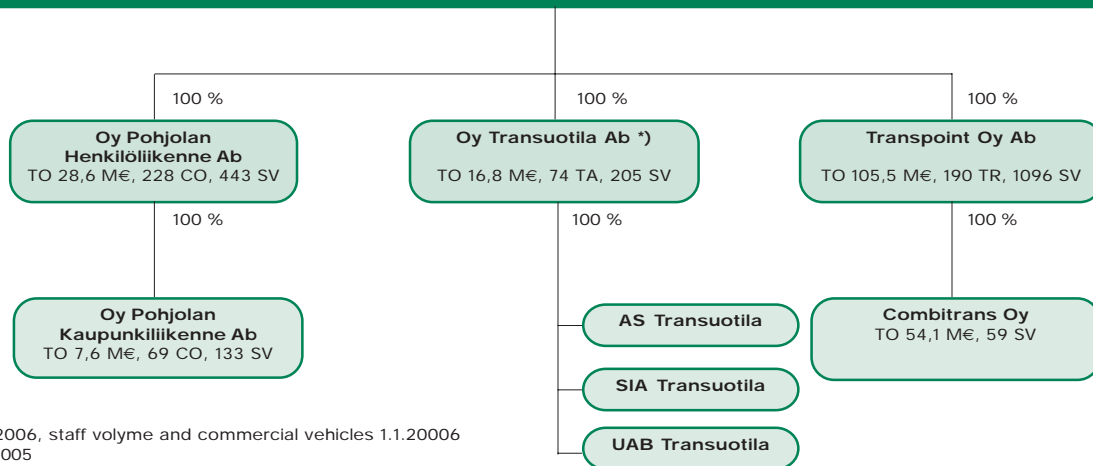 100 %
100 %
100 %
Oy Pohjolan
Henkilöliikenne Ab
TO 28,6 M€, 228 CO, 443 SV
Oy Transuotila Ab *)
TO 16,8 M€, 74 TA, 205 SV
Transpoint Oy Ab
TO 105,5 M€, 190 TR, 1096 SV
100 %
100 %
100 %
Oy Pohjolan
Kaupunkiliikenne Ab
TO 7,6 M€, 69 CO, 133 SV
AS Transuotila
SIA Transuotila
UAB Transuotila
Combitrans Oy
TO 54,1 M€, 59 SV
2006, staff volyme and commercial vehicles 1.1.20006
005